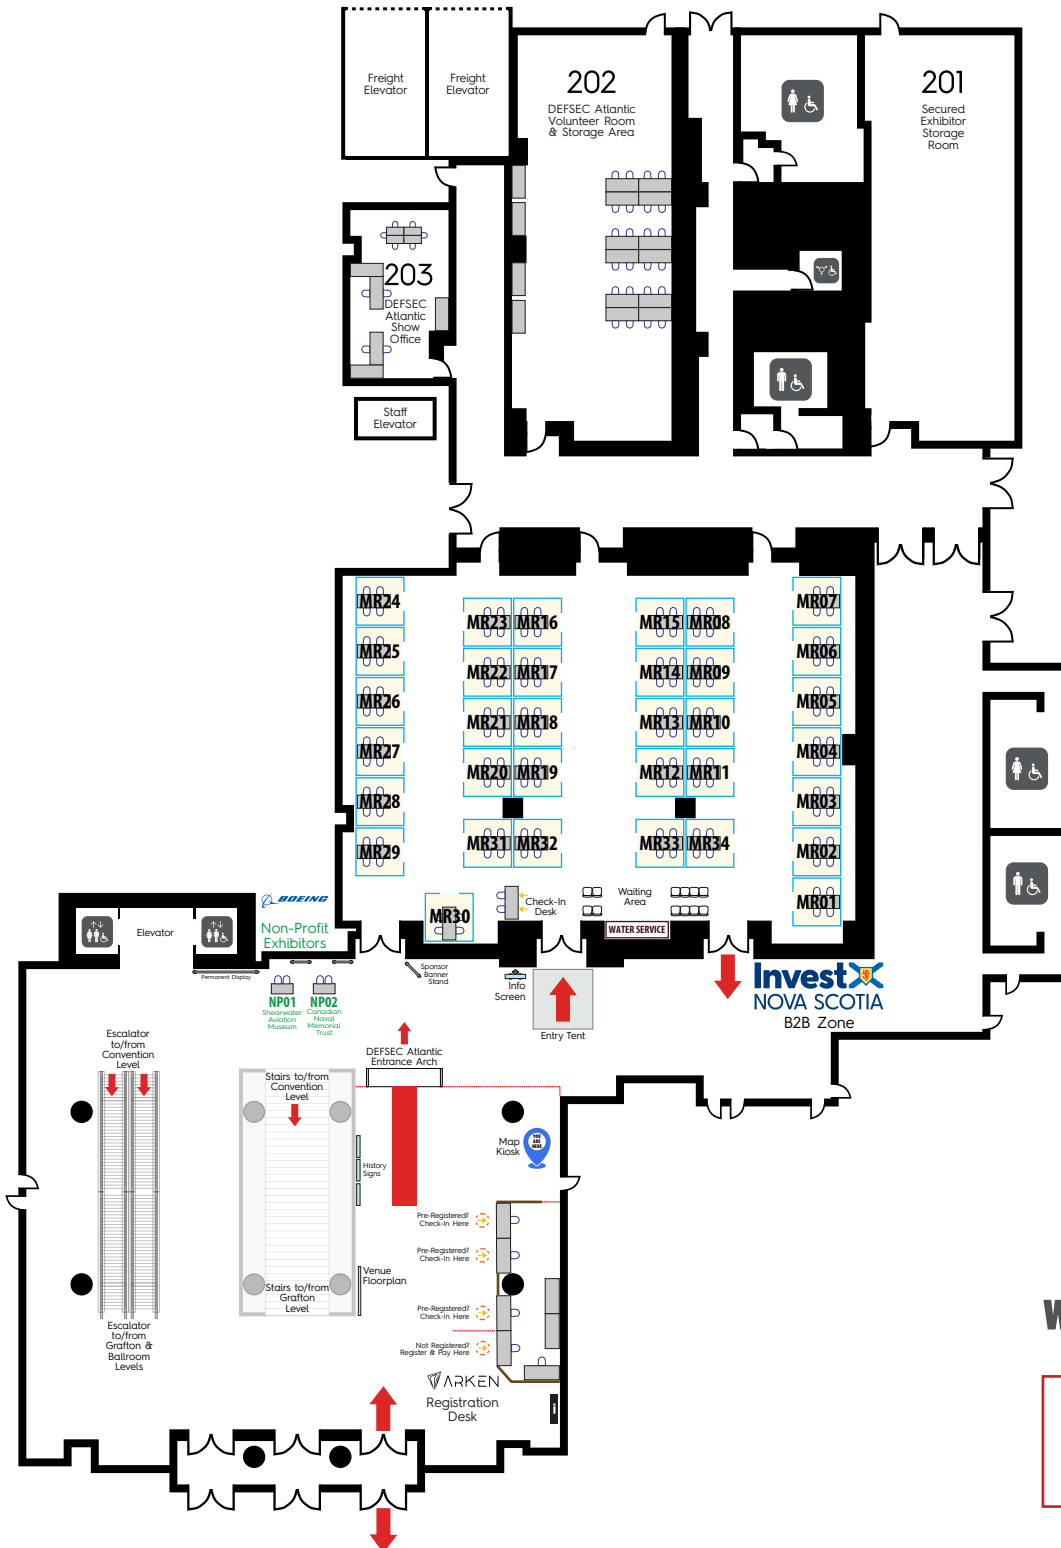 Freight
Elevator
Freight
Elevator
202
DEFSEC Atlantic
Volunteer Room
& Storage Area
201
Secured
Exhibitor
Storage
Room
203
DEFSEC
Atlantic
Show
Office
Staff
Elevator
MR24
MR25
MR26
MR27
MR28
MR29
MR30
MR23 MR16
MR22 MR17
MR21 MR18
MR20 MR19
MR31 MR32
MR15 MR08
MR14 MR09
MR13 MR10
MR12 MR11
MR33 MR34
MR07
MR06
MR05
MR04
MR03
MR02
MR01
Check-In
Desk
Waiting
Area
WATER SERVICE
BOEING
Non-Profit
Exhibitors
Elevator
Permanent Display
NP01
Shearwater
Aviation
Museum
NP02
Canadian
Naval
Memorial
Trust
Sponsor
Banner
Stand
Info
Screen
Entry Tent
Invest
NOVA SCOTIA
B2B Zone
Escalator
to/from
Convention
Level
DEFSEC Atlantic
Entrance Arch
Stairs to/from
Convention
Level
Map
Kiosk
YOU
ARE
HERE
History
Signs
Pre-Registered?
Check-In Here
Pre-Registered?
Check-In Here
Venue
Floorplan
Stairs to/from
Grafton
Level
Pre-Registered?
Check-In Here
Not Registered?
Register & Pay Here
Escalator
to/from
Grafton &
Ballroom
Levels
ARKEN
Registration
Desk